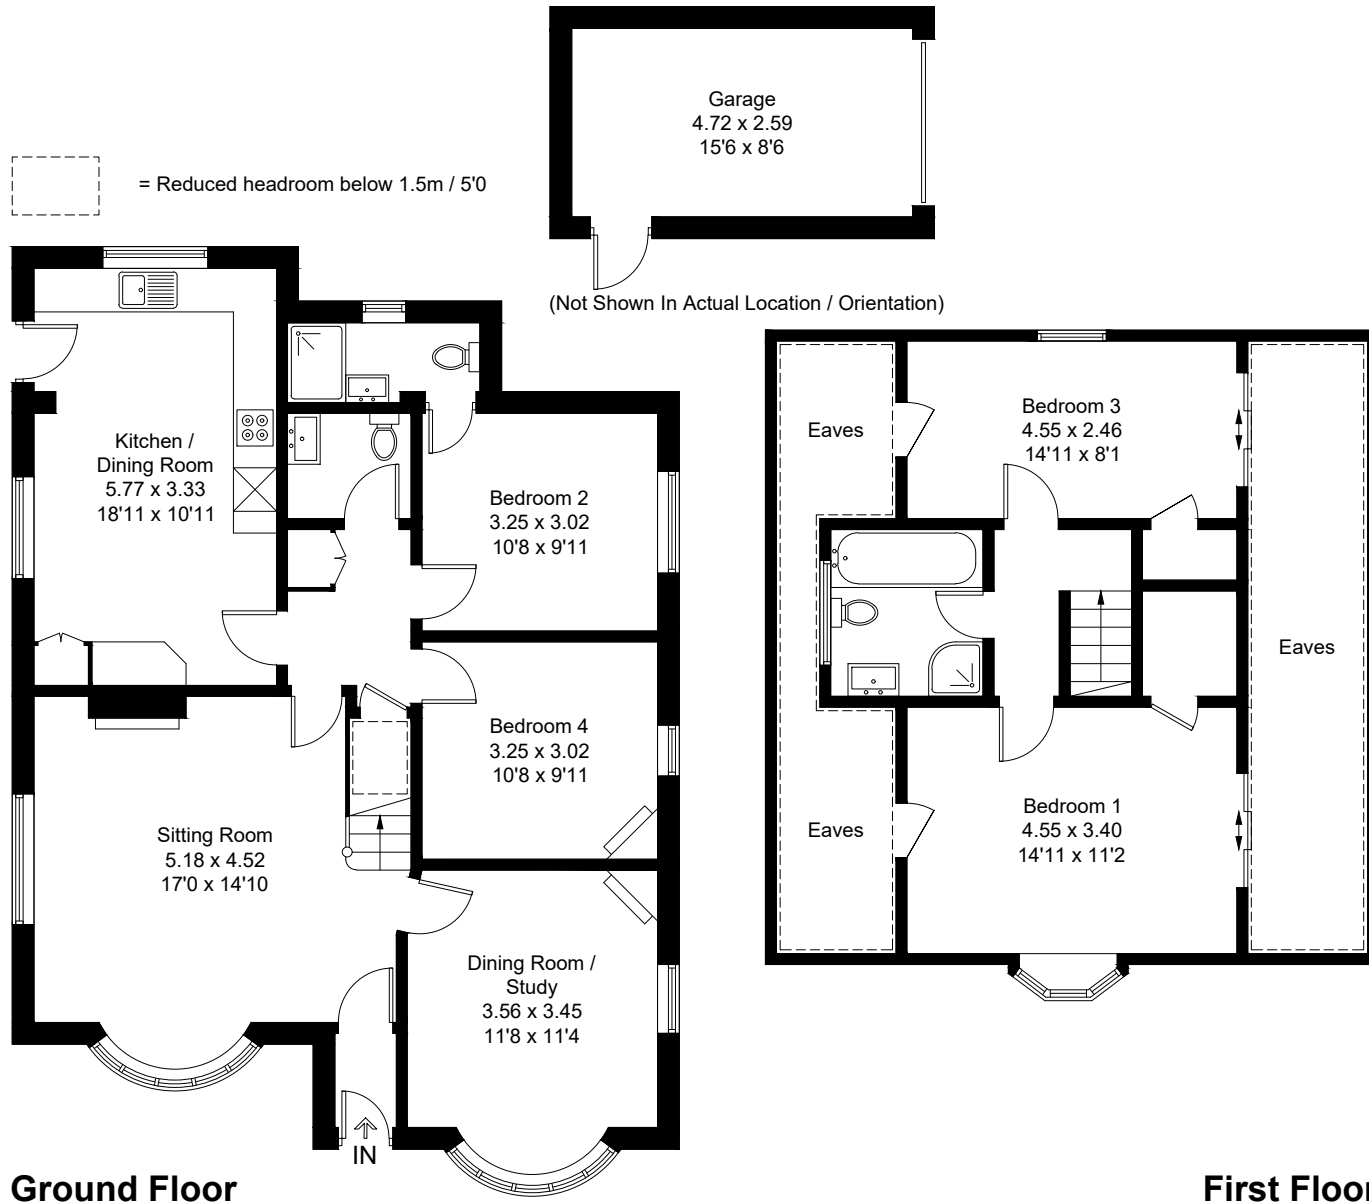 Garage
4.72 x 2.59
15'6 x 8'6
= Reduced headroom below 1.5m / 5'0
(Not Shown In Actual Location / Orientation)
Kitchen /
Dining Room
5.77 x 3.33
18'11 x 10'11
Bedroom 2
3.25 x 3.02
10'8 x 9'11
Bedroom 4
3.25 x 3.02
10'8 x 9'11
Sitting Room
5.18 x 4.52
17'0 x 14'10
Dining Room /
Study
3.56 x 3.45
11'8 x 11'4
IN
Ground Floor
Eaves
Bedroom 3
4.55 x 2.46
14'11 x 8'1
Eaves
Eaves
Bedroom 1
4.55 x 3.40
14'11 x 11'2
First Floor